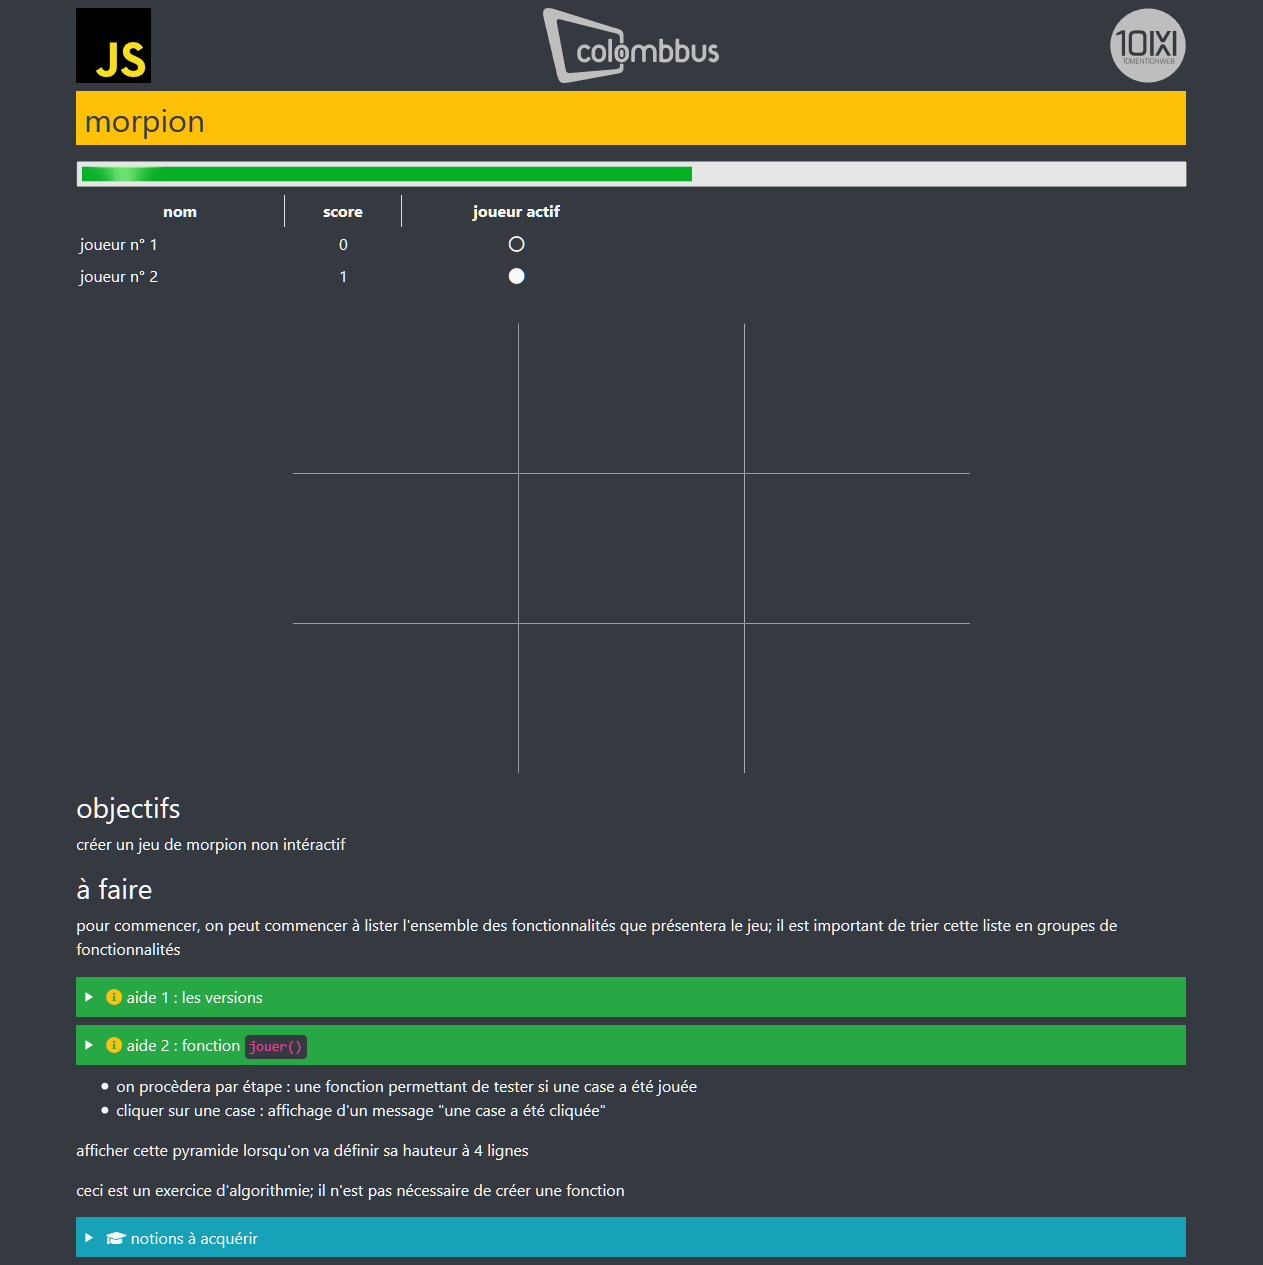 JS
colombbus
10IXI
10MENTIONWEB
morpion
nom score joueur actif
joueur n° 1 0
joueur n° 2 1
objectifs
créer un jeu de morpion non intéractif
à faire
pour commencer, on peut commencer à lister l'ensemble des fonctionnalités que présentera le jeu; il est important de trier cette liste en groupes de
fonctionnalités
aide 1 : les versions
aide 2 : fonction jouer()
on procèdera par étape : une fonction permettant de tester si une case a été jouée
cliquer sur une case : affichage d'un message "une case a été cliquée"
afficher cette pyramide lorsqu'on va définir sa hauteur à 4 lignes
ceci est un exercice d'algorithmie; il n'est pas nécessaire de créer une fonction
notions à acquérir